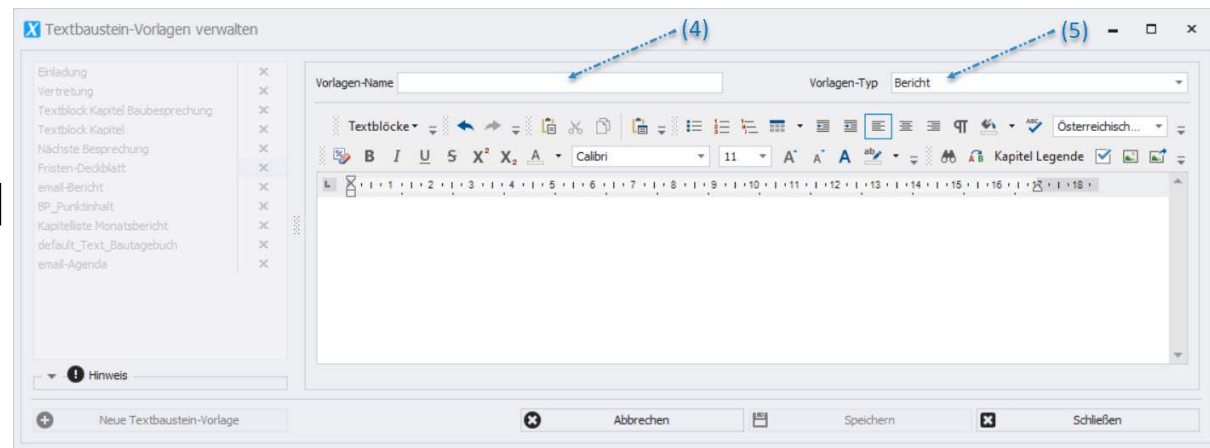 Textbaustein-Vorlagen verwalten
(4)
(5)
Einladung
Vertretung
Textblock Kapitel Baubesprechung
Textblock Kapitel
Nächste Besprechung
Fristen-Deckblatt
email-Bericht
BP_Punktinhalt
Kapitelliste Monatsbericht
default_Text_Bautagebuch
email-Agenda
Hinweis
Vorlagen-Name
Vorlagen-Typ Bericht
Textblöcke Österreichisch...
B I U S X² X₂ A Calibri 11 A A A ab Kapitel Legende
L 1 2 3 4 5 6 7 8 9 10 11 12 13 14 15 16 17 18
Neue Textbaustein-Vorlage Abbrechen Speichern Schließen